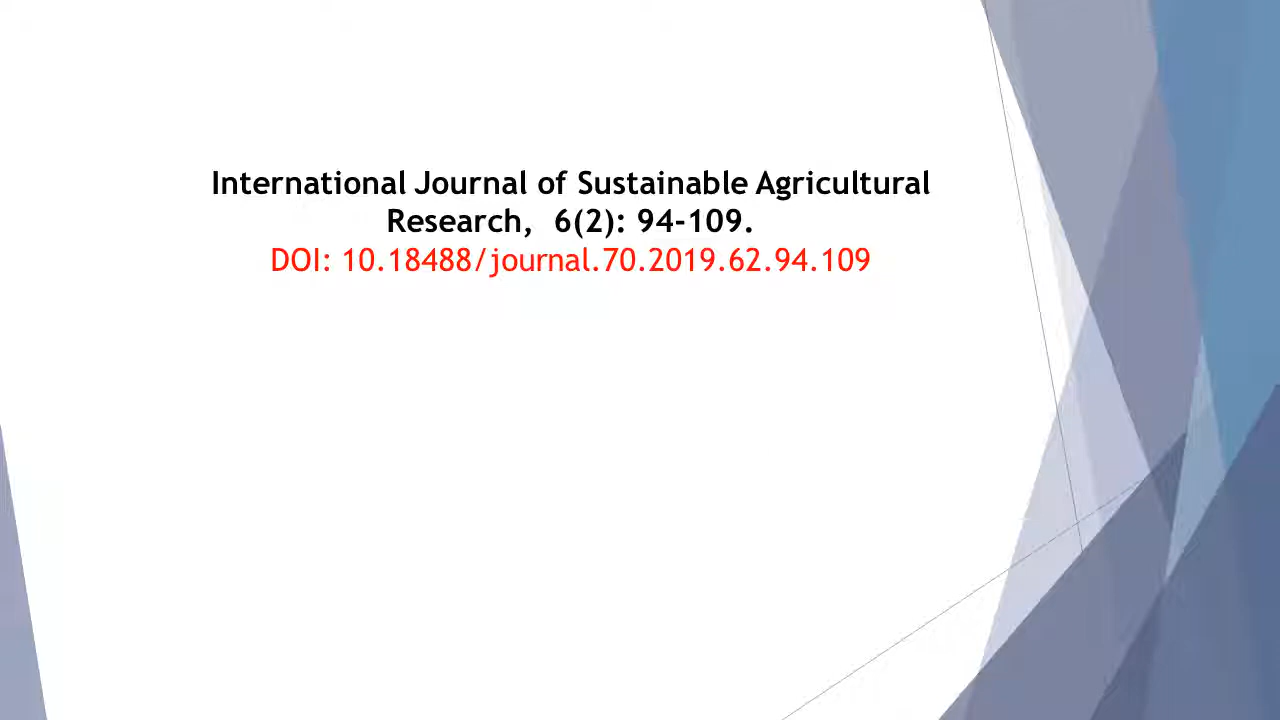 International Journal of Sustainable Agricultural
Research,  6(2): 94-109.
DOI: 10.18488/journal.70.2019.62.94.109